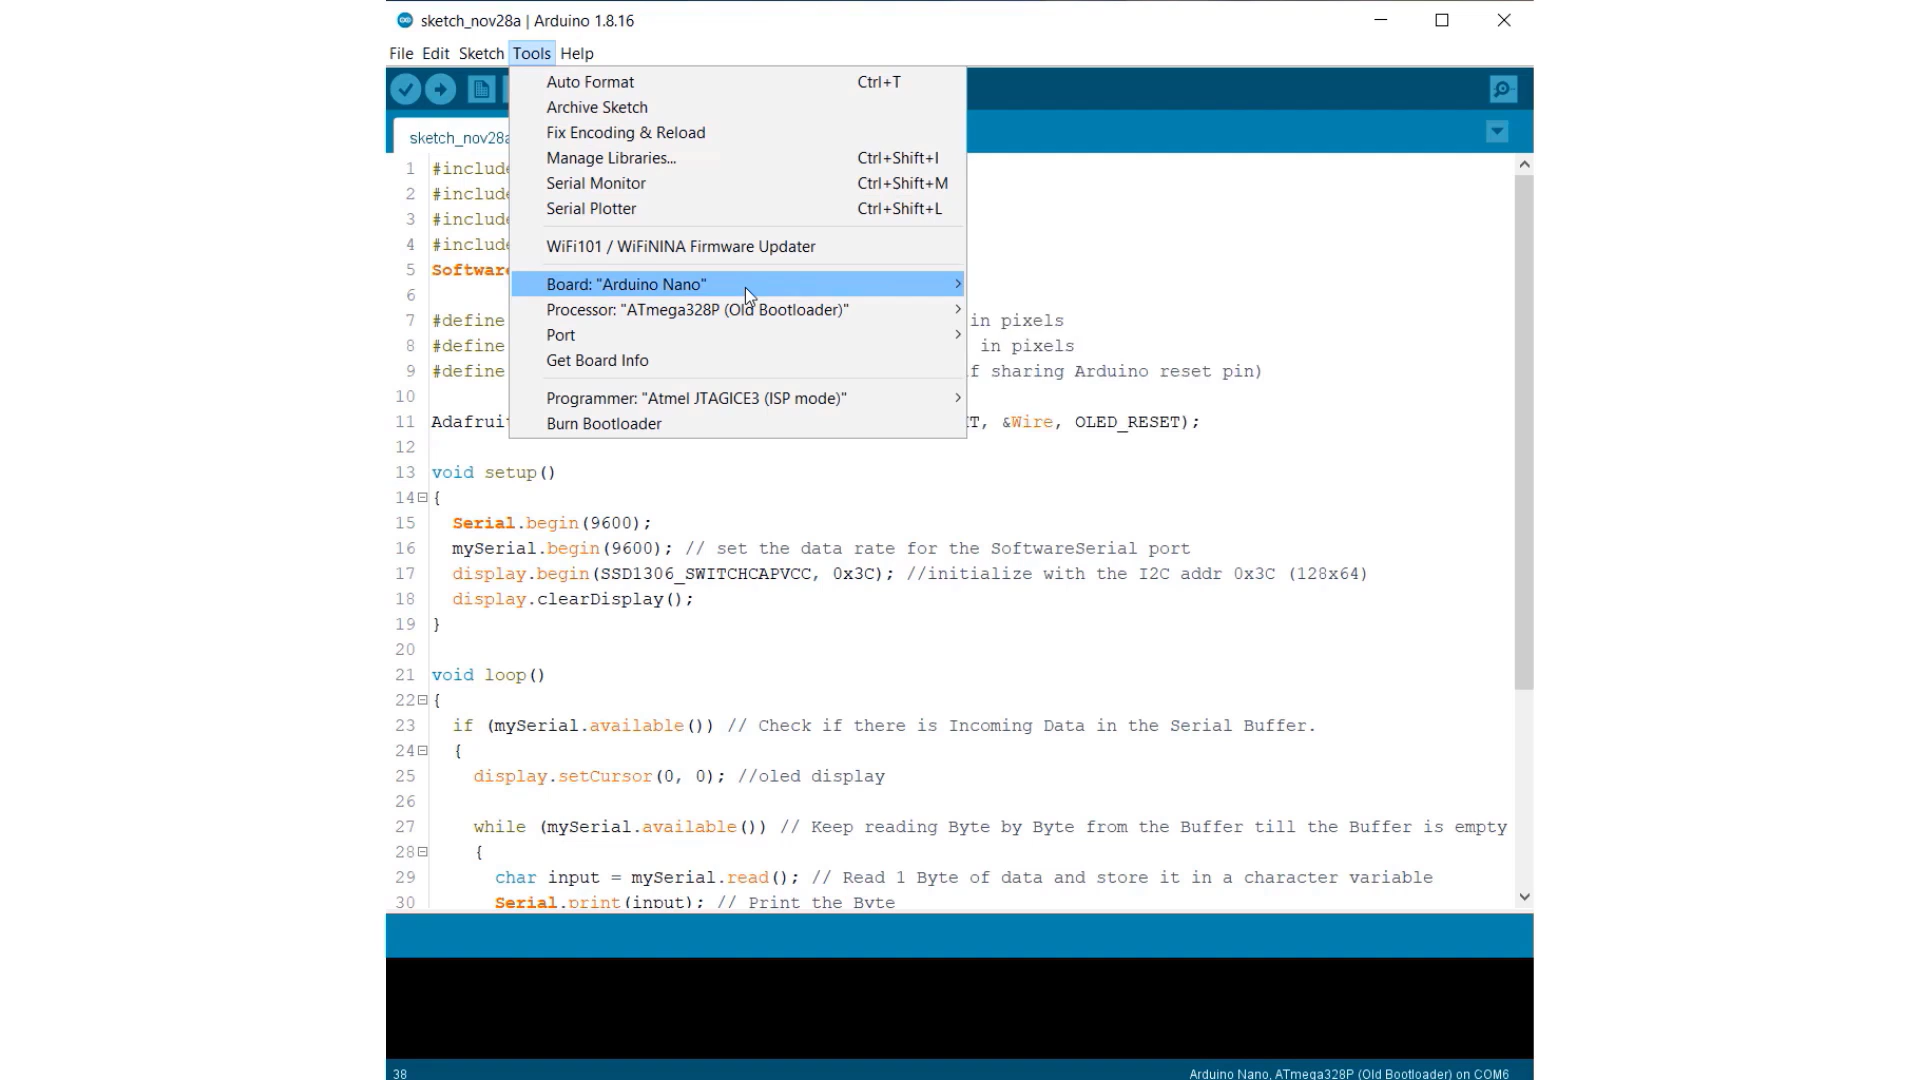 sketch_nov28a | Arduino 1.8.16
File Edit Sketch Tools Help
Auto Format Ctrl+T
Archive Sketch
Fix Encoding & Reload
Manage Libraries... Ctrl+Shift+I
Serial Monitor Ctrl+Shift+M
Serial Plotter Ctrl+Shift+L
WiFi101 / WiFiNINA Firmware Updater
Board: "Arduino Nano"
Processor: "ATmega328P (Old Bootloader)"
Port
Get Board Info
Programmer: "Atmel JTAGICE3 (ISP mode)"
Burn Bootloader
sketch_nov28a
1 #include
2 #include
3 #include
4 #include
5 Software
6
7 #define in pixels
8 #define in pixels
9 #define f sharing Arduino reset pin)
10
11 Adafruit T, &Wire, OLED_RESET);
12
13 void setup()
14 {
15 Serial.begin(9600);
16 mySerial.begin(9600); // set the data rate for the SoftwareSerial port
17 display.begin(SSD1306_SWITCHCAPVCC, 0x3C); //initialize with the I2C addr 0x3C (128x64)
18 display.clearDisplay();
19 }
20
21 void loop()
22 {
23 if (mySerial.available()) // Check if there is Incoming Data in the Serial Buffer.
24 {
25 display.setCursor(0, 0); //oled display
26
27 while (mySerial.available()) // Keep reading Byte by Byte from the Buffer till the Buffer is empty
28 {
29 char input = mySerial.read(); // Read 1 Byte of data and store it in a character variable
30 Serial.print(input); // Print the Byte
38 Arduino Nano, ATmega328P (Old Bootloader) on COM6